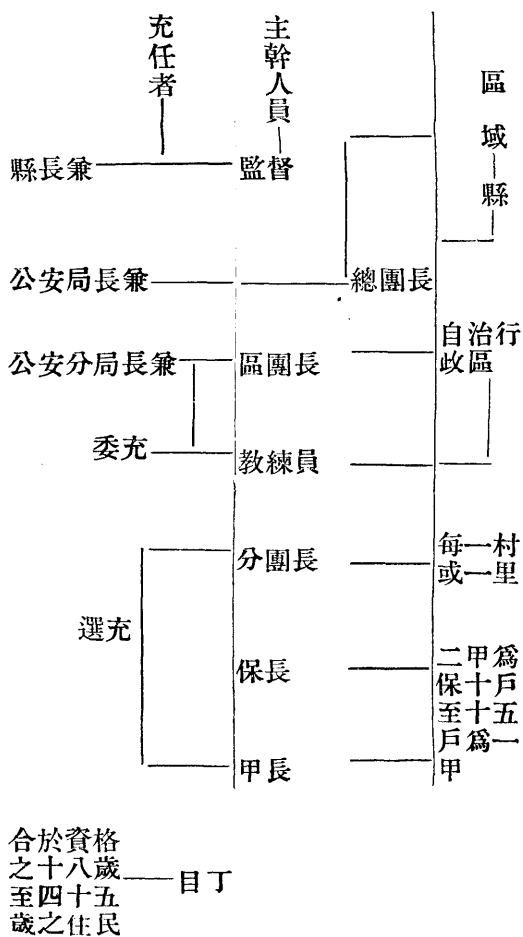 區域
縣
自治行
政區
每一村
或一里
二甲爲
保十戶
至十五
戶爲一
甲
主幹人員
監督
總團長
區團長
教練員
分團長
保長
甲長
充任者
縣長兼
公安局長兼
公安分局長兼
委充
選充
目丁
合於資格
之十八歲
至四十五
歲之住民